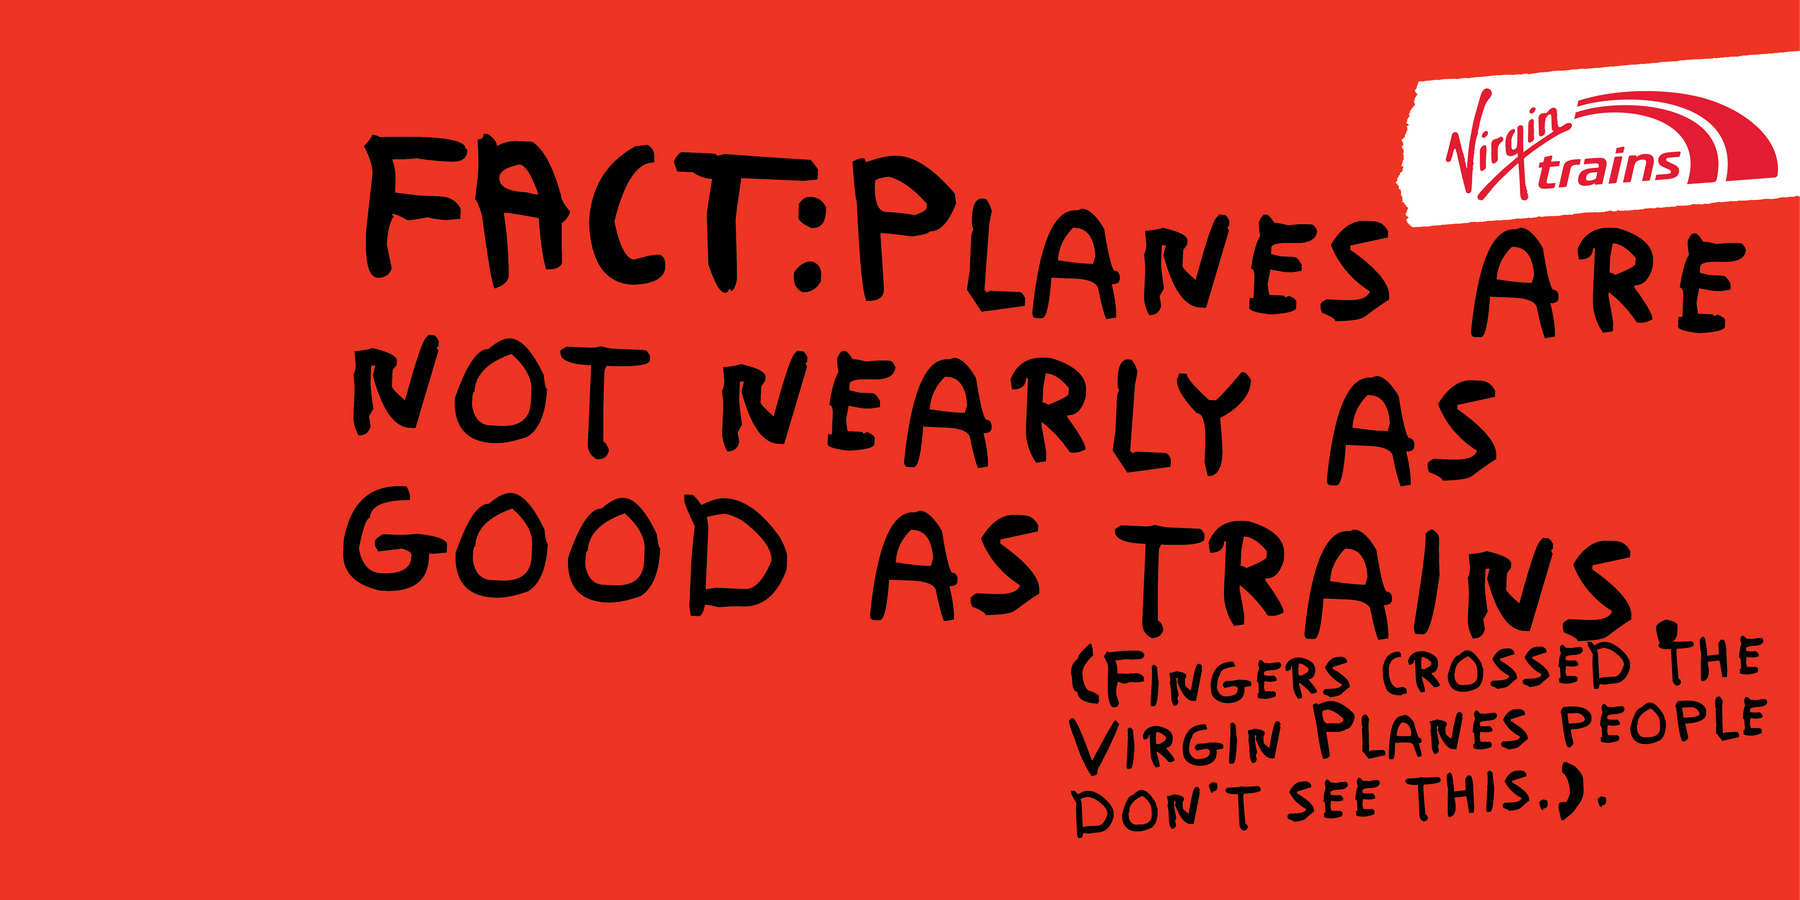 Virgin
trains
FACT: PLANES ARE
NOT NEARLY AS
GOOD AS TRAINS.
(FINGERS CROSSED THE
VIRGIN PLANES PEOPLE
DON'T SEE THIS.).